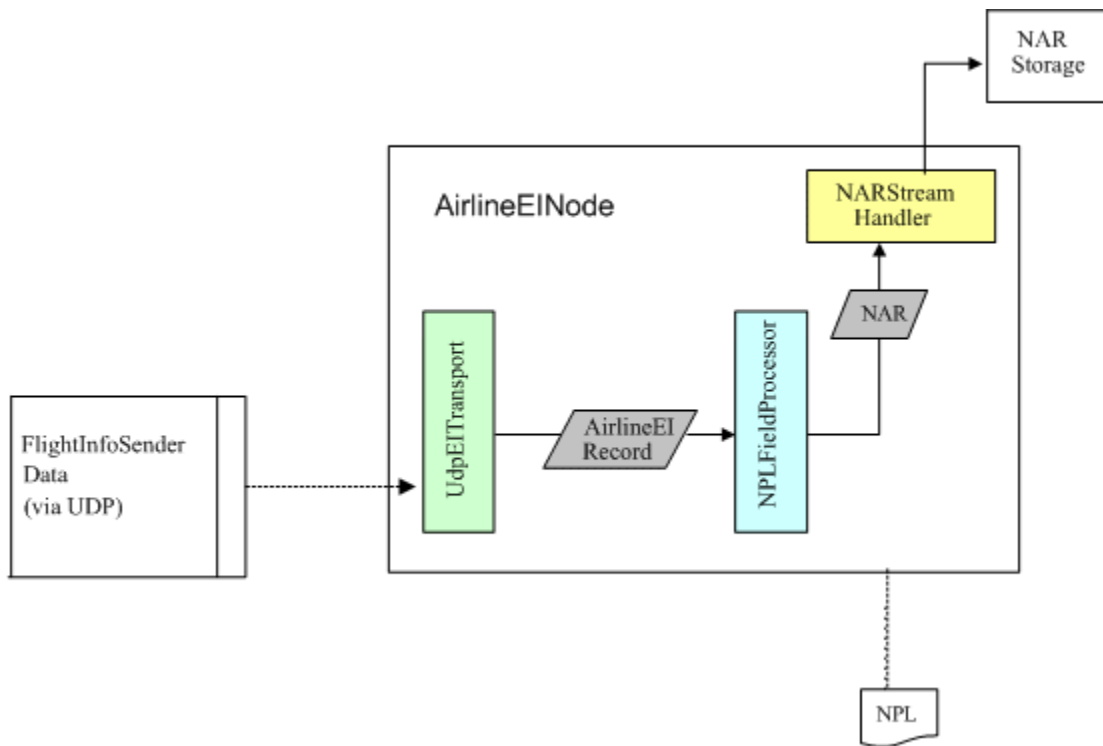 NAR
Storage
AirlineEINode
NARStream
Handler
NAR
UdpEITransport
AirlineEI
Record
NPLFieldProcessor
FlightInfoSender
Data
(via UDP)
NPL